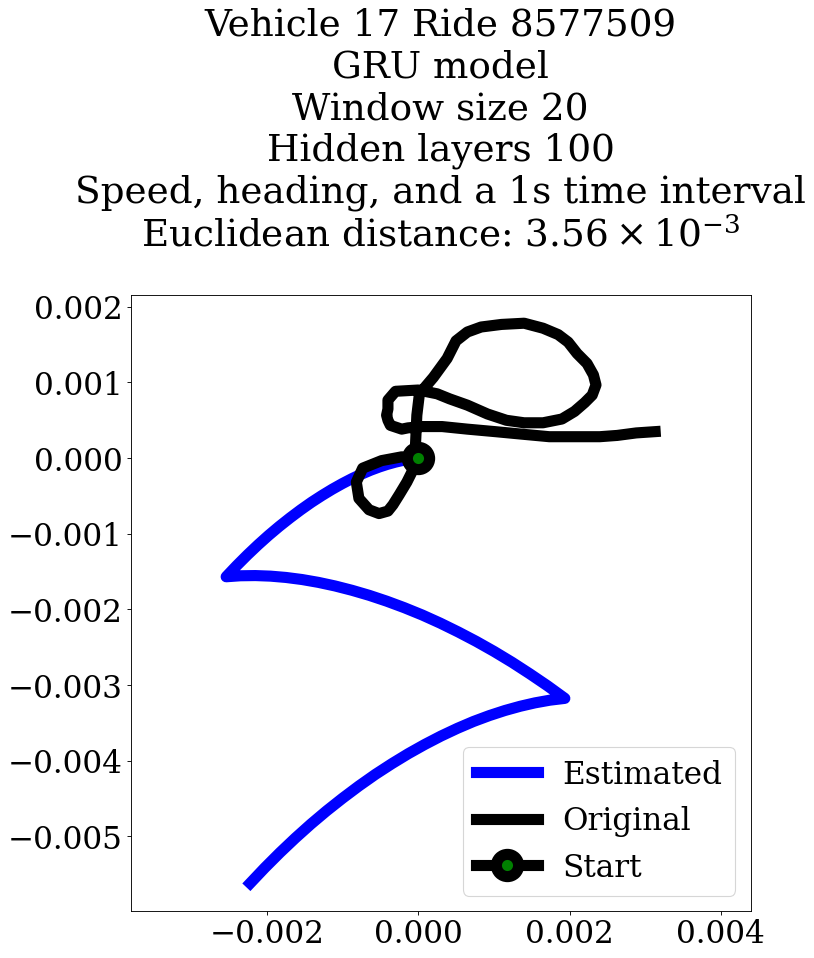 Vehicle 17 Ride 8577509
GRU model
Window size 20
Hidden layers 100
Speed, heading, and a 1s time interval
Euclidean distance: 3.56 × 10⁻³
0.002
0.001
0.000
−0.001
−0.002
−0.003
−0.004
−0.005
Estimated
Original
Start
−0.002 0.000 0.002 0.004